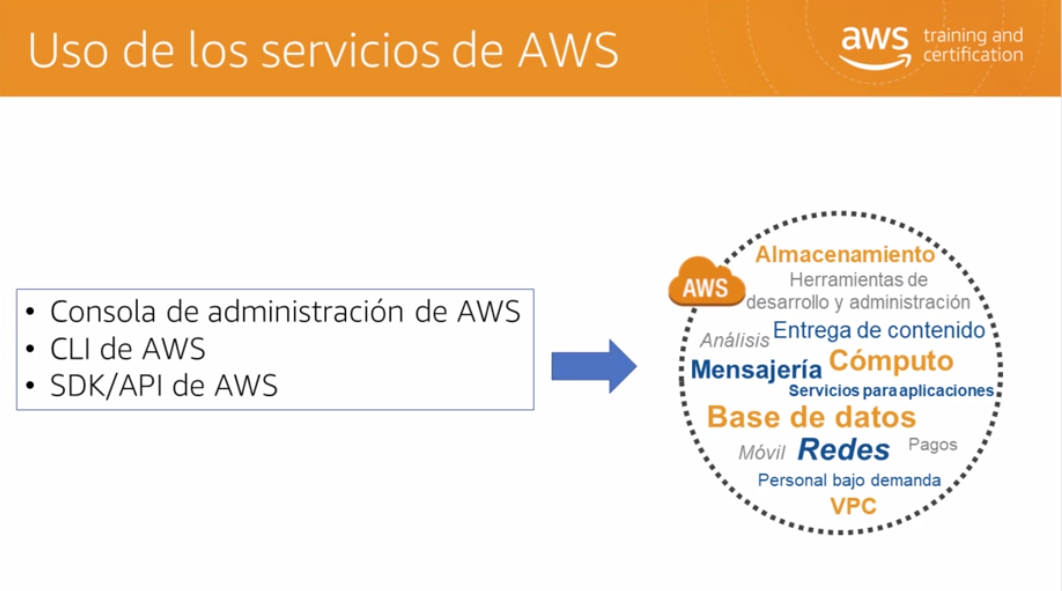 Uso de los servicios de AWS
aws training and
certification
• Consola de administración de AWS
• CLI de AWS
• SDK/API de AWS
AWS
Almacenamiento
Herramientas de
desarrollo y administración
Análisis Entrega de contenido
Mensajería Cómputo
Servicios para aplicaciones
Base de datos
Móvil Redes Pagos
Personal bajo demanda
VPC